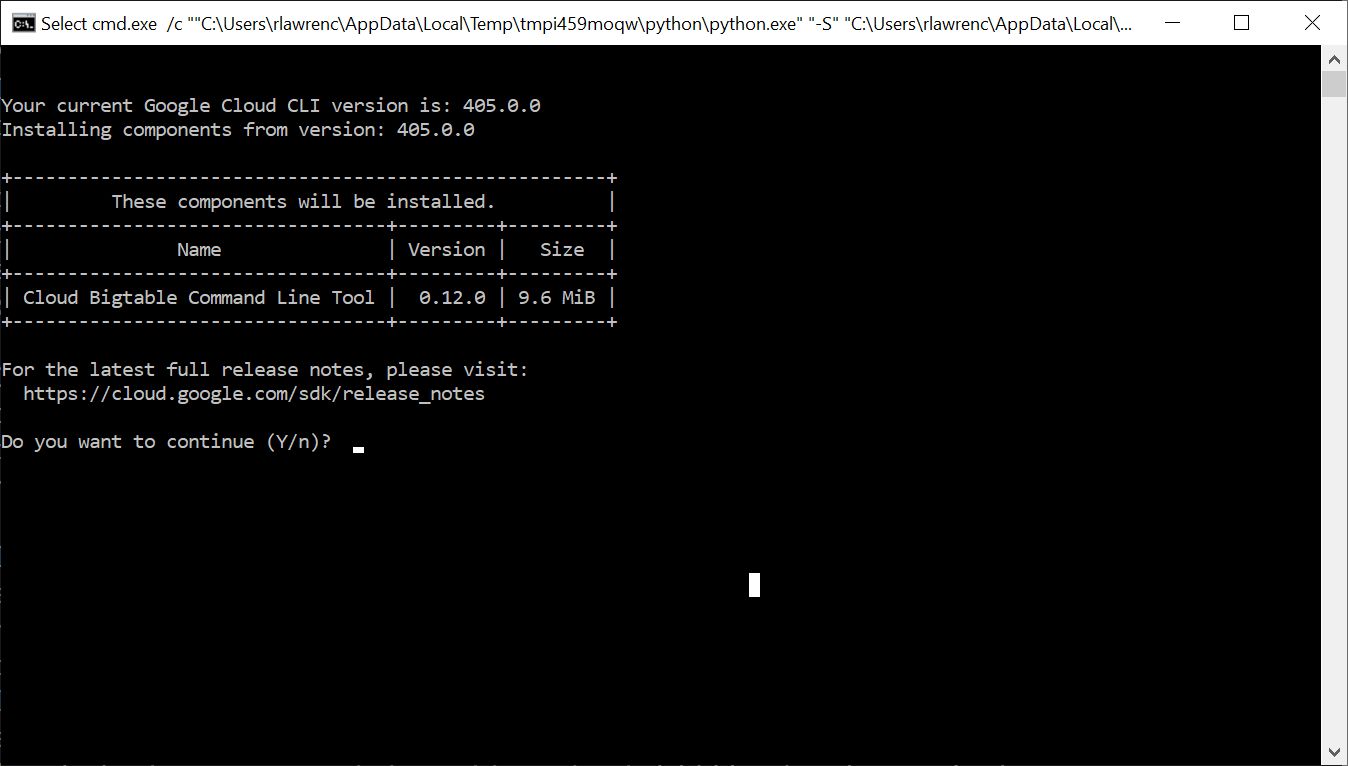 Select cmd.exe /c ""C:\Users\rlawrenc\AppData\Local\Temp\tmpi459moqw\python\python.exe" "-S" "C:\Users\rlawrenc\AppData\Local\...
Your current Google Cloud CLI version is: 405.0.0
Installing components from version: 405.0.0
+------------------------------------------------------+
|         These components will be installed.          |
+----------------------------------+---------+---------+
|               Name               | Version |   Size  |
+----------------------------------+---------+---------+
| Cloud Bigtable Command Line Tool |  0.12.0 | 9.6 MiB |
+----------------------------------+---------+---------+
For the latest full release notes, please visit:
  https://cloud.google.com/sdk/release_notes
Do you want to continue (Y/n)?